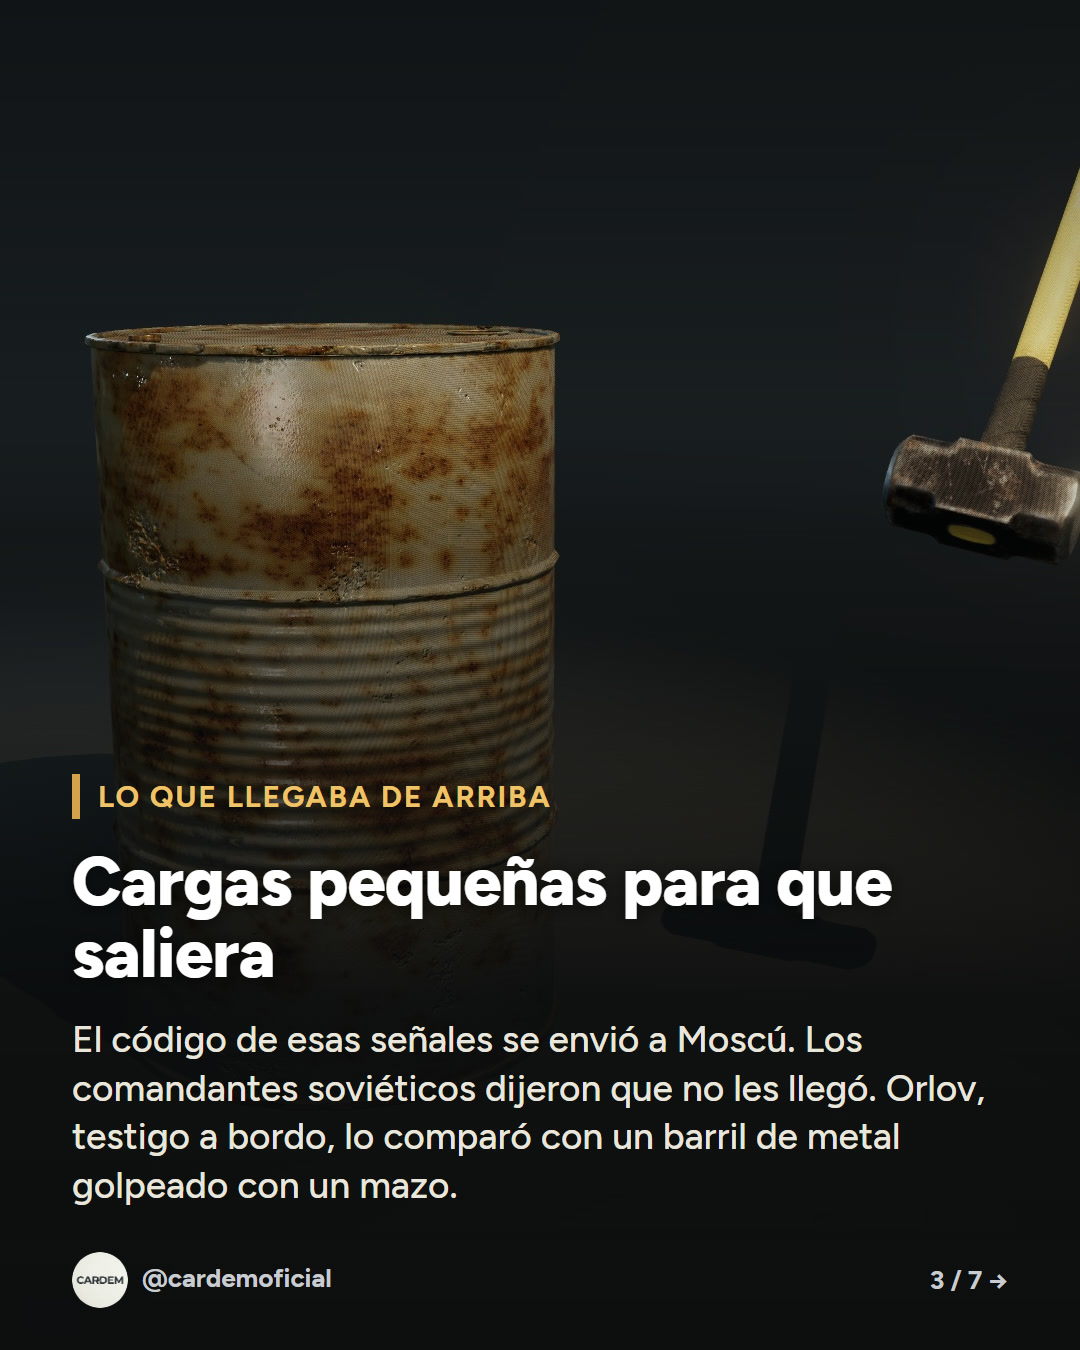 LO QUE LLEGABA DE ARRIBA
Cargas pequeñas para que
saliera
El código de esas señales se envió a Moscú. Los
comandantes soviéticos dijeron que no les llegó. Orlov,
testigo a bordo, lo comparó con un barril de metal
golpeado con un mazo.
CARDEM @cardemoficial
3 / 7 →